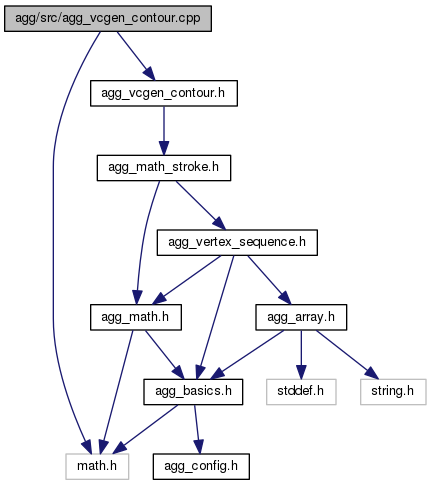 agg/src/agg_vcgen_contour.cpp
agg_vcgen_contour.h
agg_math_stroke.h
agg_vertex_sequence.h
agg_math.h
agg_array.h
agg_basics.h
stddef.h
string.h
math.h
agg_config.h